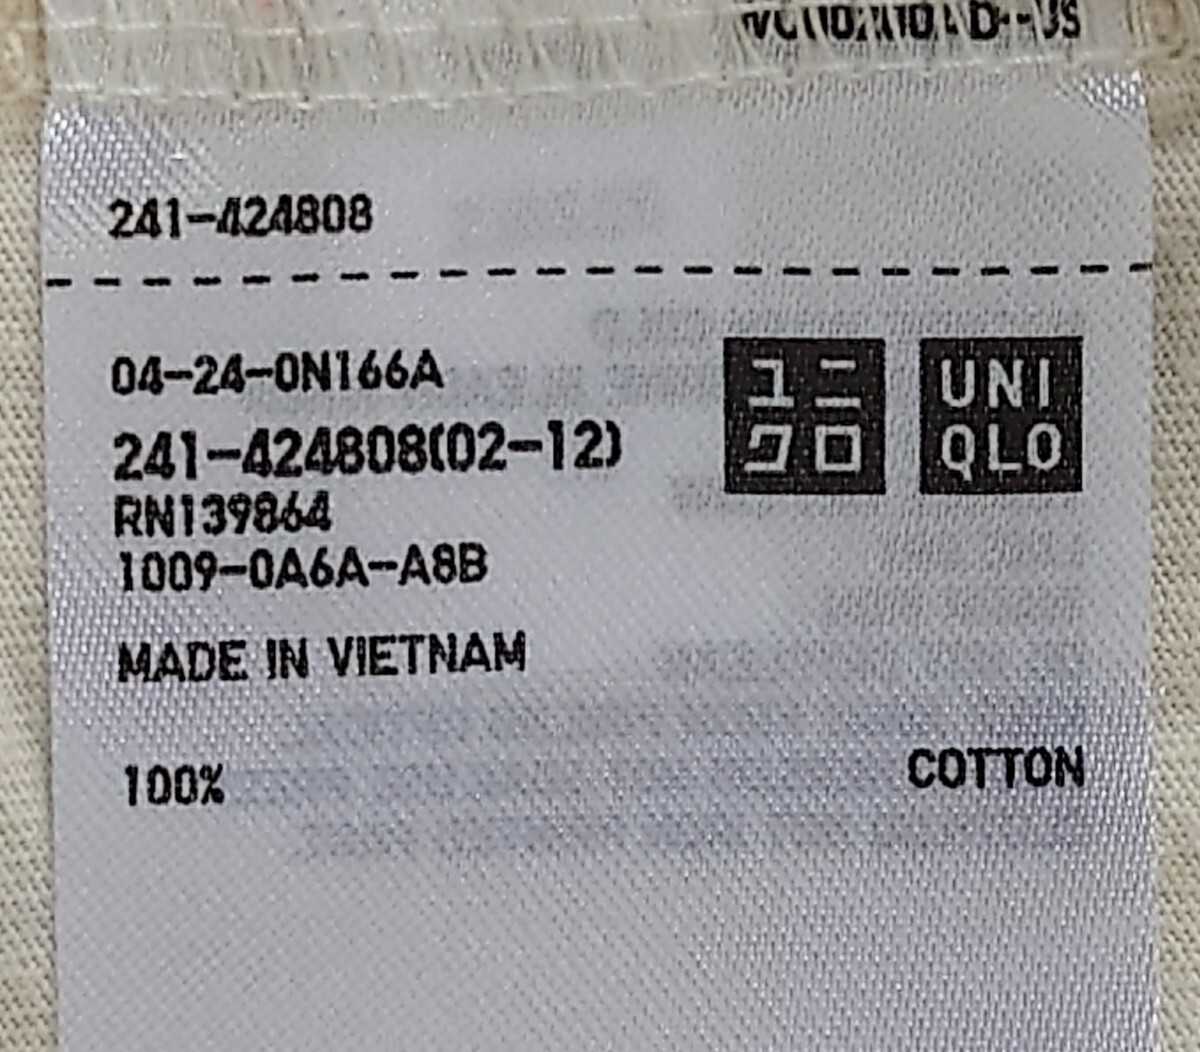 241-424808
04-24-0N166A
241-424808(02-12)
RN139864
1009-0A6A-A8B
ユニ
クロ
UNI
QLO
MADE IN VIETNAM
100% COTTON